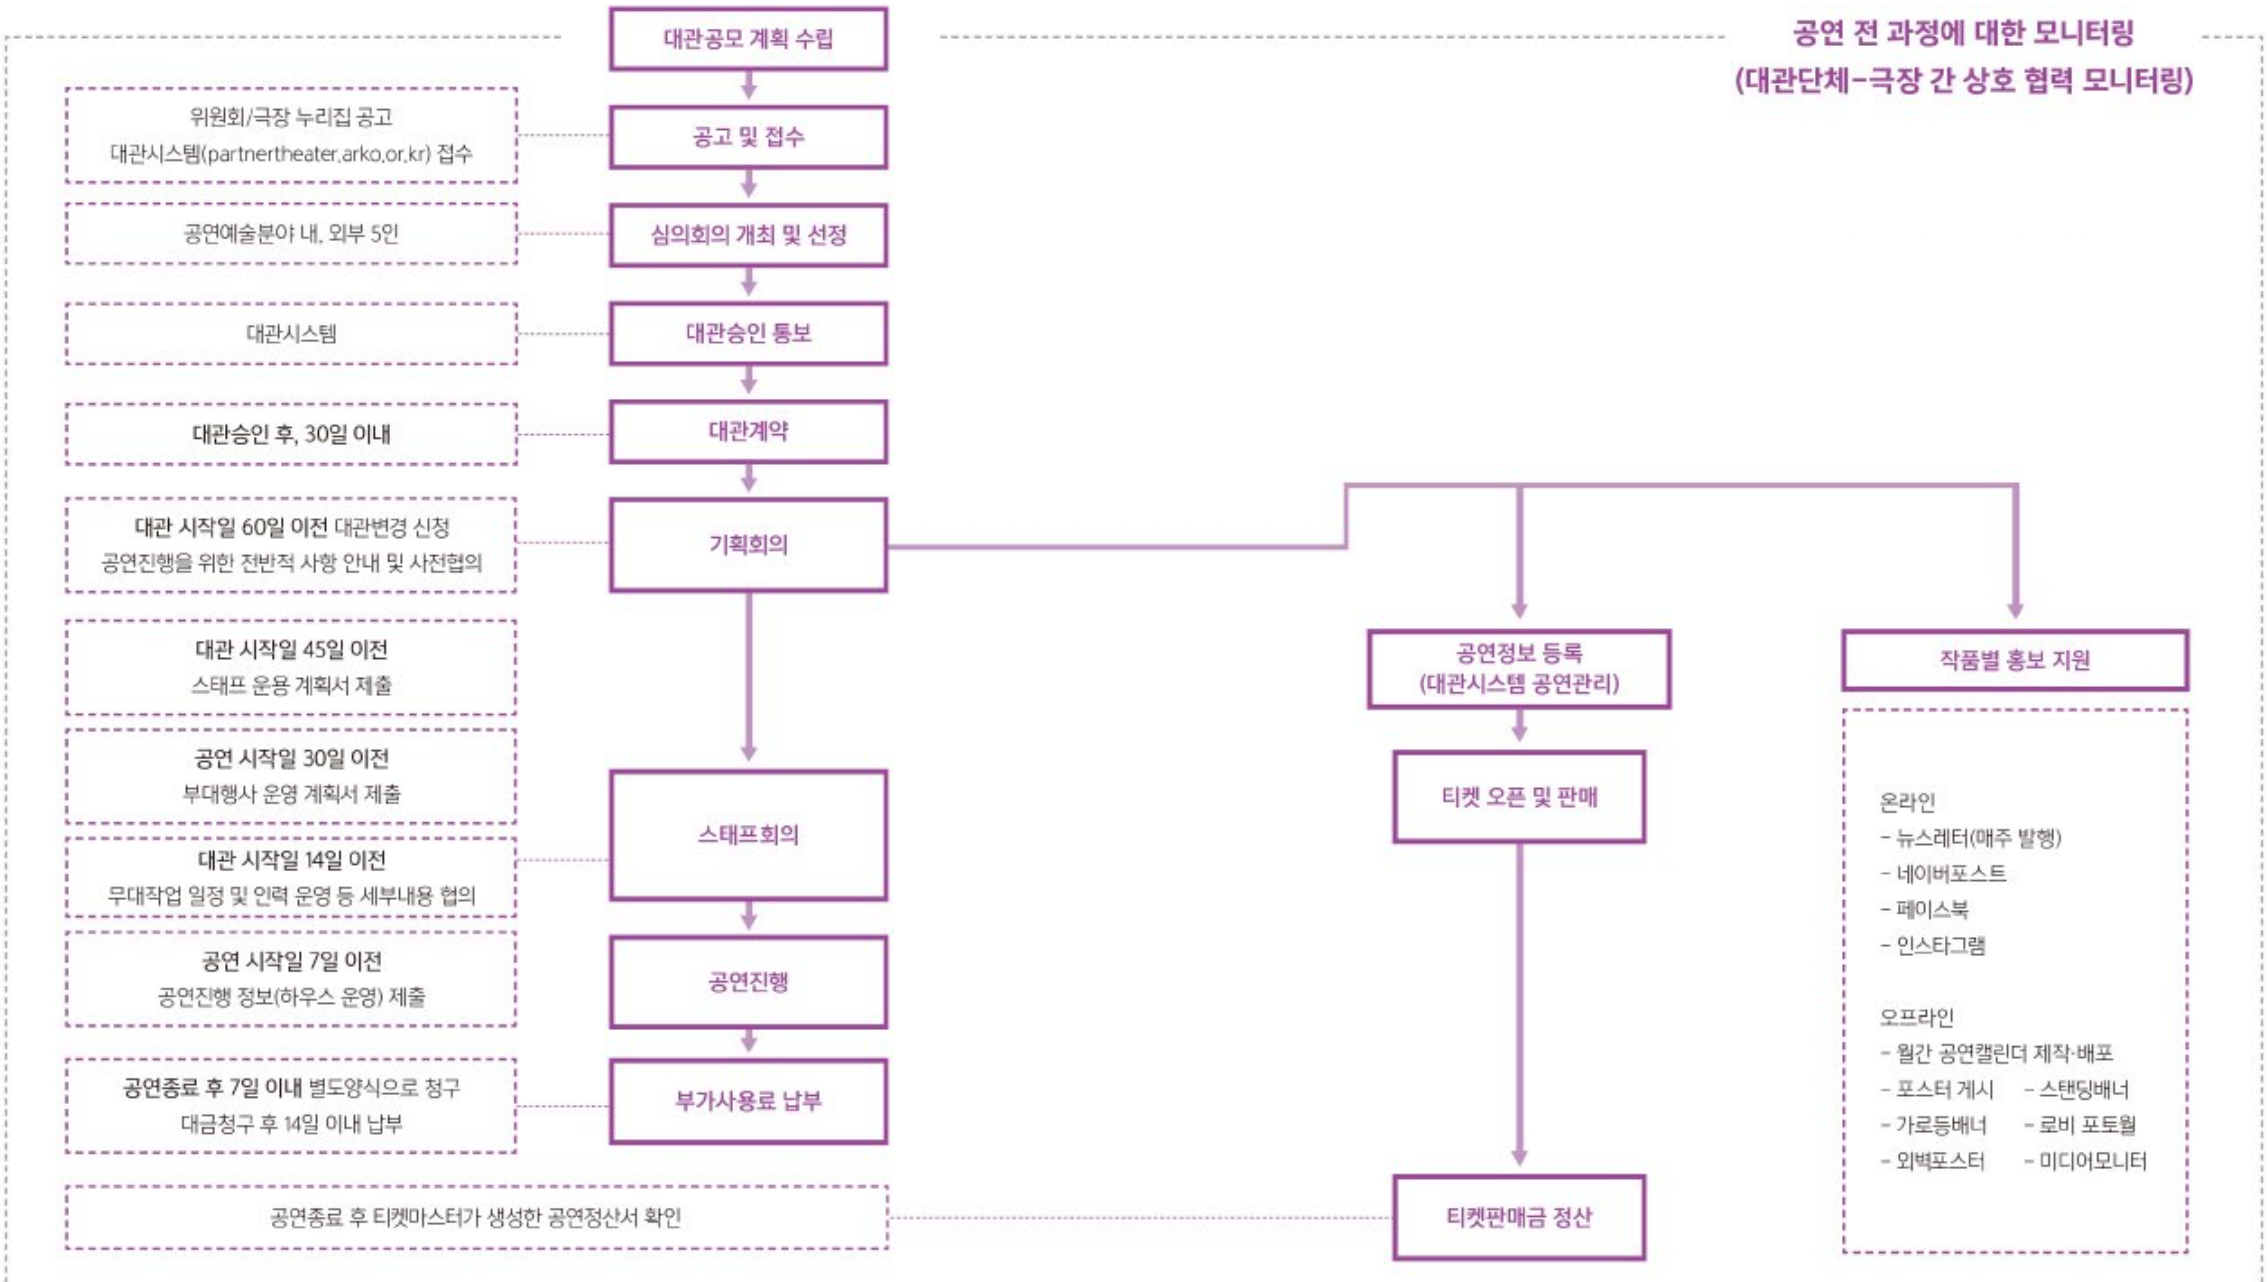 대관공모 계획 수립
공연 전 과정에 대한 모니터링
(대관단체-극장 간 상호 협력 모니터링)
위원회/극장 누리집 공고
대관시스템(partnertheater.arko.or.kr) 접수
공고 및 접수
공연예술분야 내, 외부 5인
심의회의 개최 및 선정
대관시스템
대관승인 통보
대관승인 후, 30일 이내
대관계약
대관 시작일 60일 이전 대관변경 신청
공연진행을 위한 전반적 사항 안내 및 사전협의
기획회의
대관 시작일 45일 이전
스태프 운용 계획서 제출
공연 시작일 30일 이전
부대행사 운영 계획서 제출
대관 시작일 14일 이전
무대작업 일정 및 인력 운영 등 세부내용 협의
스태프회의
공연 시작일 7일 이전
공연진행 정보(하우스 운영) 제출
공연진행
공연종료 후 7일 이내 별도양식으로 청구
대금청구 후 14일 이내 납부
부가사용료 납부
공연정보 등록
(대관시스템 공연관리)
티켓 오픈 및 판매
공연종료 후 티켓마스터가 생성한 공연정산서 확인
티켓판매금 정산
작품별 홍보 지원
온라인
- 뉴스레터(매주 발행)
- 네이버포스트
- 페이스북
- 인스타그램
오프라인
- 월간 공연캘린더 제작·배포
- 포스터 게시 - 스탠딩배너
- 가로등배너 - 로비 포토월
- 외벽포스터 - 미디어모니터